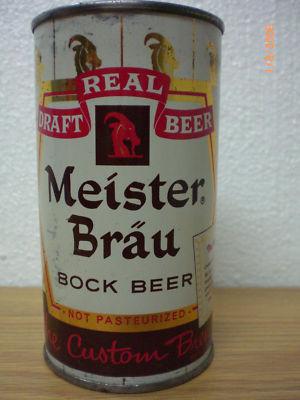 REAL
DRAFT BEER
Meister®
Bräu
BOCK BEER
- NOT PASTEURIZED -
Custom